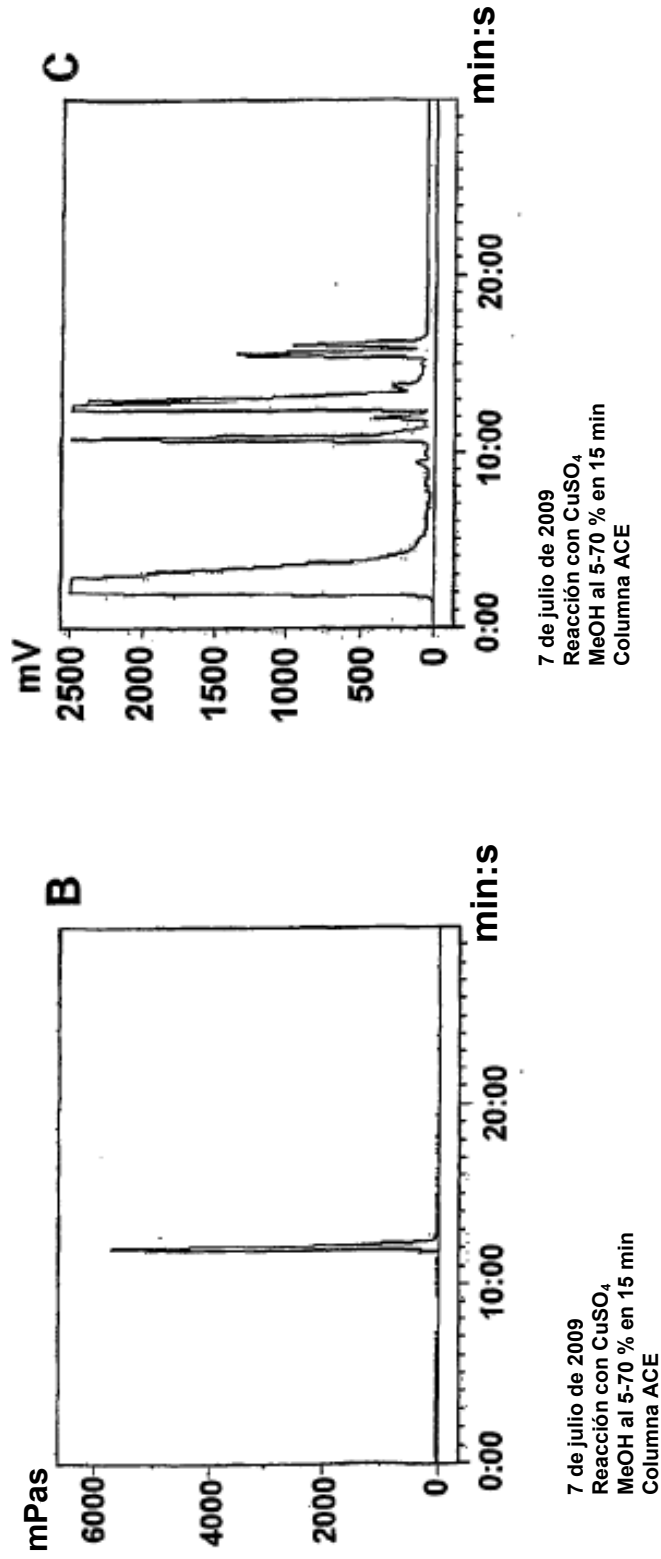 B
mPas
6000
4000
2000
0
0:00
10:00
20:00
min:s
7 de julio de 2009
Reacción con CuSO₄
MeOH al 5-70 % en 15 min
Columna ACE
C
mV
2500
2000
1500
1000
500
0
0:00
10:00
20:00
min:s
7 de julio de 2009
Reacción con CuSO₄
MeOH al 5-70 % en 15 min
Columna ACE